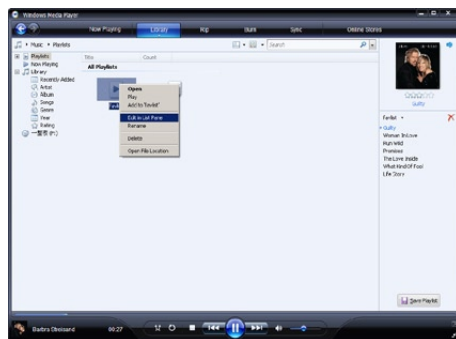 Windows Media Player
Now Playing
Library
Rip
Burn
Sync
Online Stores
Music
Playlists
Search
Playlists
Now Playing
Library
Recently Added
Artist
Album
Songs
Genre
Year
Rating
Title
Count
All Playlists
Open
Play
Edit in List Pane
Rename
Delete
Open File Location
Guilty
Guilty
Woman In Love
Run Wild
Promises
The Love Inside
What Kind Of Fool
Life Story
Save Playlist
Barbra Streisand
00:27